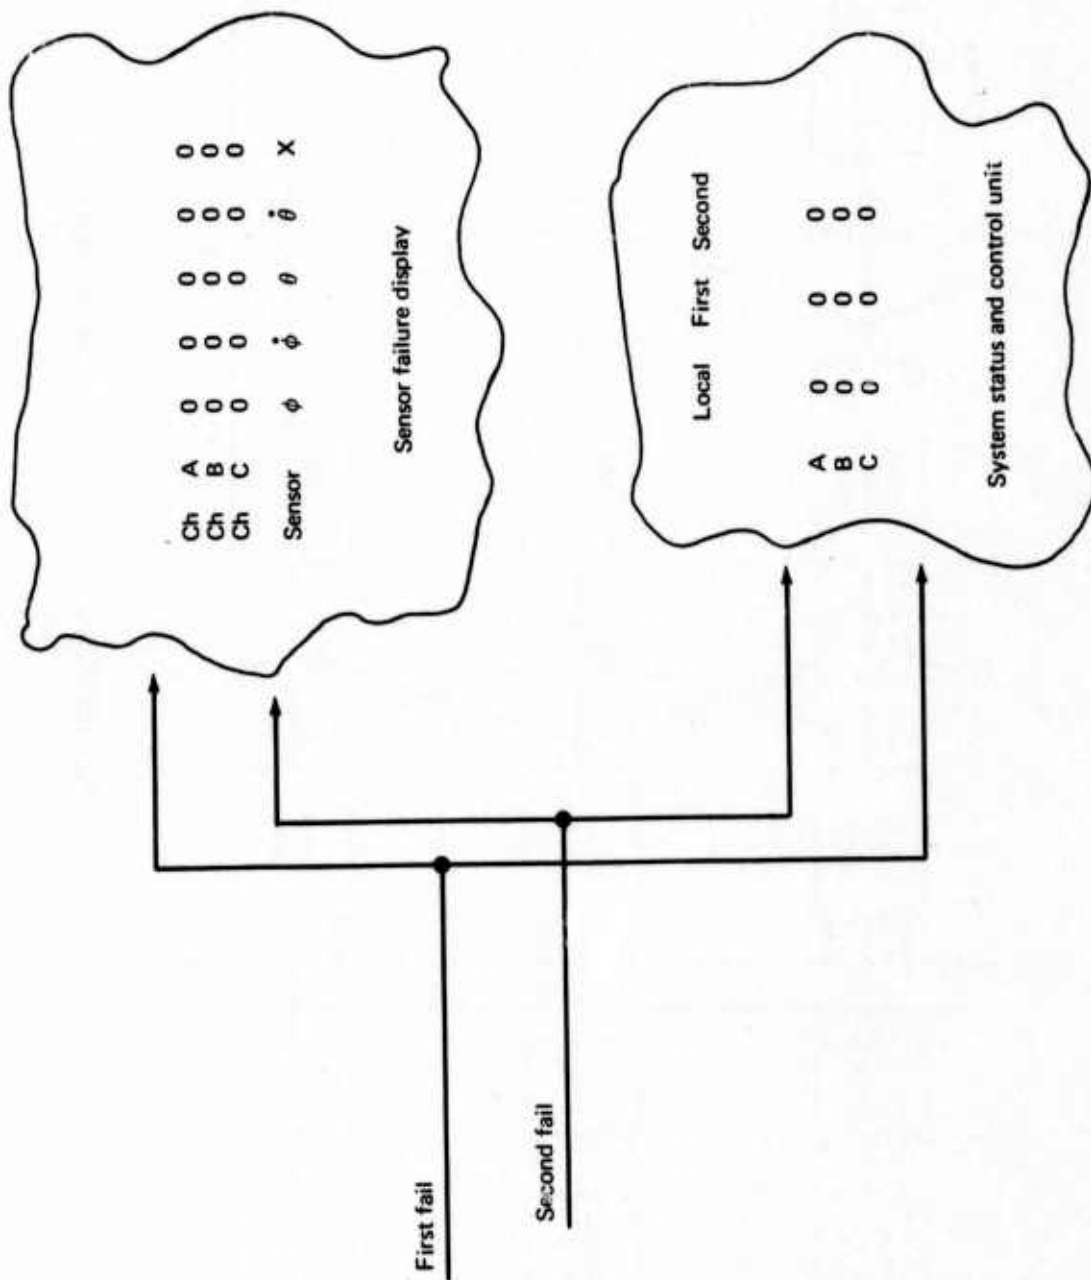 Ch A 0 0 0 0 0
Ch B 0 0 0 0 0
Ch C 0 0 0 0 0
Sensor ϕ ϕ̇ θ θ̇ X
Sensor failure display
Local First Second
A 0 0 0
B 0 0 0
C 0 0 0
System status and control unit
First fail
Second fail